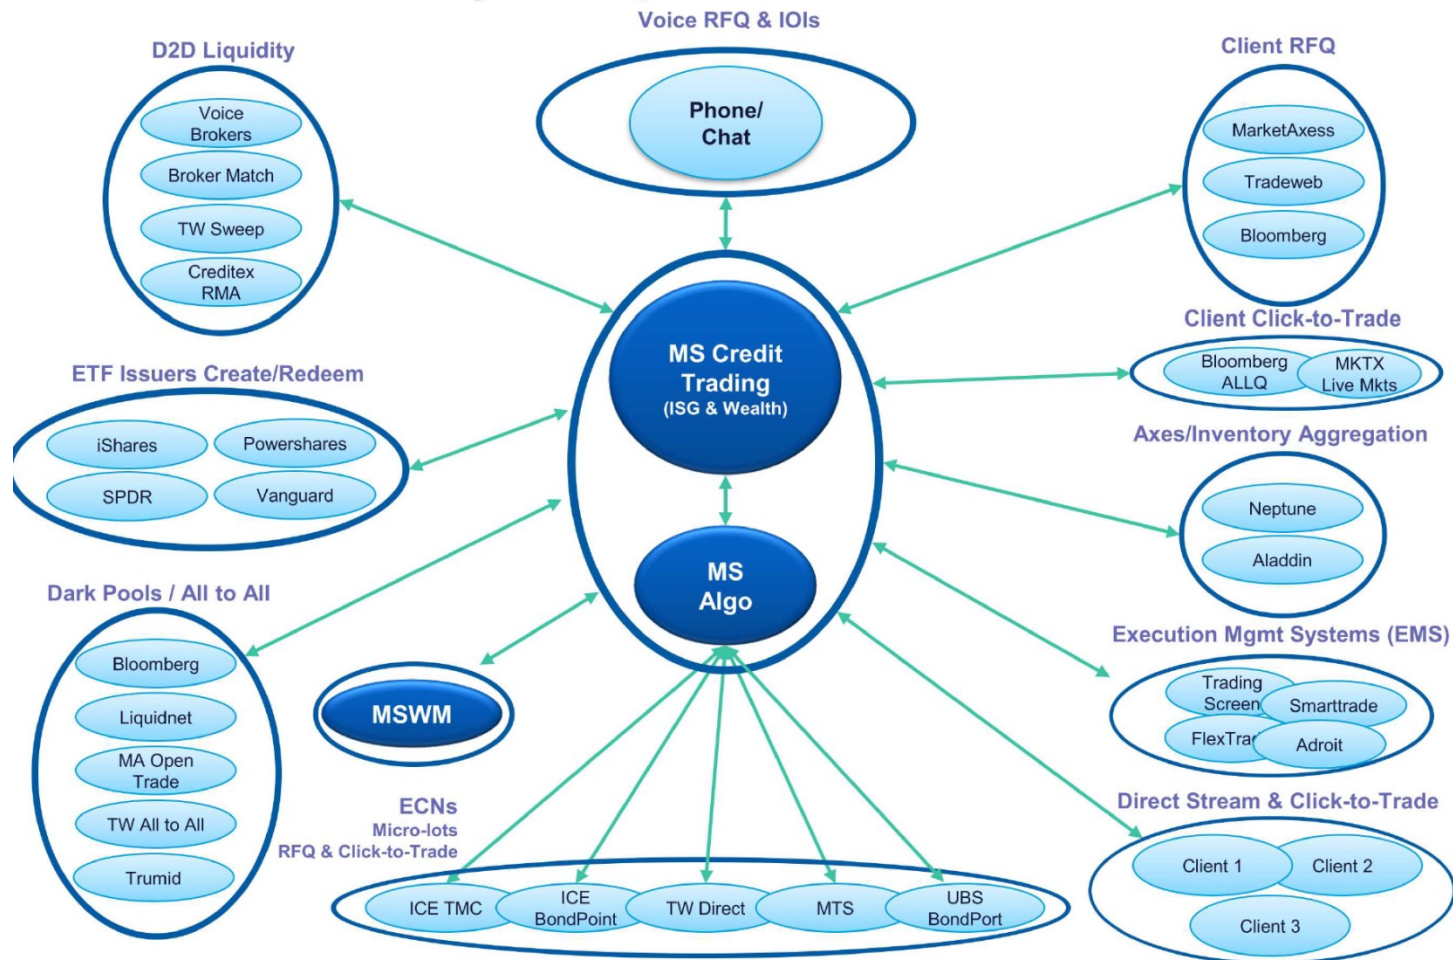 Voice RFQ & IOIs
Phone/
Chat
D2D Liquidity
Voice
Brokers
Broker Match
TW Sweep
Creditex
RMA
Client RFQ
MarketAxess
Tradeweb
Bloomberg
MS Credit
Trading
(ISG & Wealth)
MS
Algo
Client Click-to-Trade
Bloomberg
ALLQ
MKTX
Live Mkts
ETF Issuers Create/Redeem
iShares
Powershares
SPDR
Vanguard
Axes/Inventory Aggregation
Neptune
Aladdin
Dark Pools / All to All
Bloomberg
Liquidnet
MA Open
Trade
TW All to All
Trumid
MSWM
Execution Mgmt Systems (EMS)
Trading
Screen
Smarttrade
FlexTrad
Adroit
ECNs
Micro-lots
RFQ & Click-to-Trade
ICE TMC
ICE
BondPoint
TW Direct
MTS
UBS
BondPort
Direct Stream & Click-to-Trade
Client 1
Client 2
Client 3